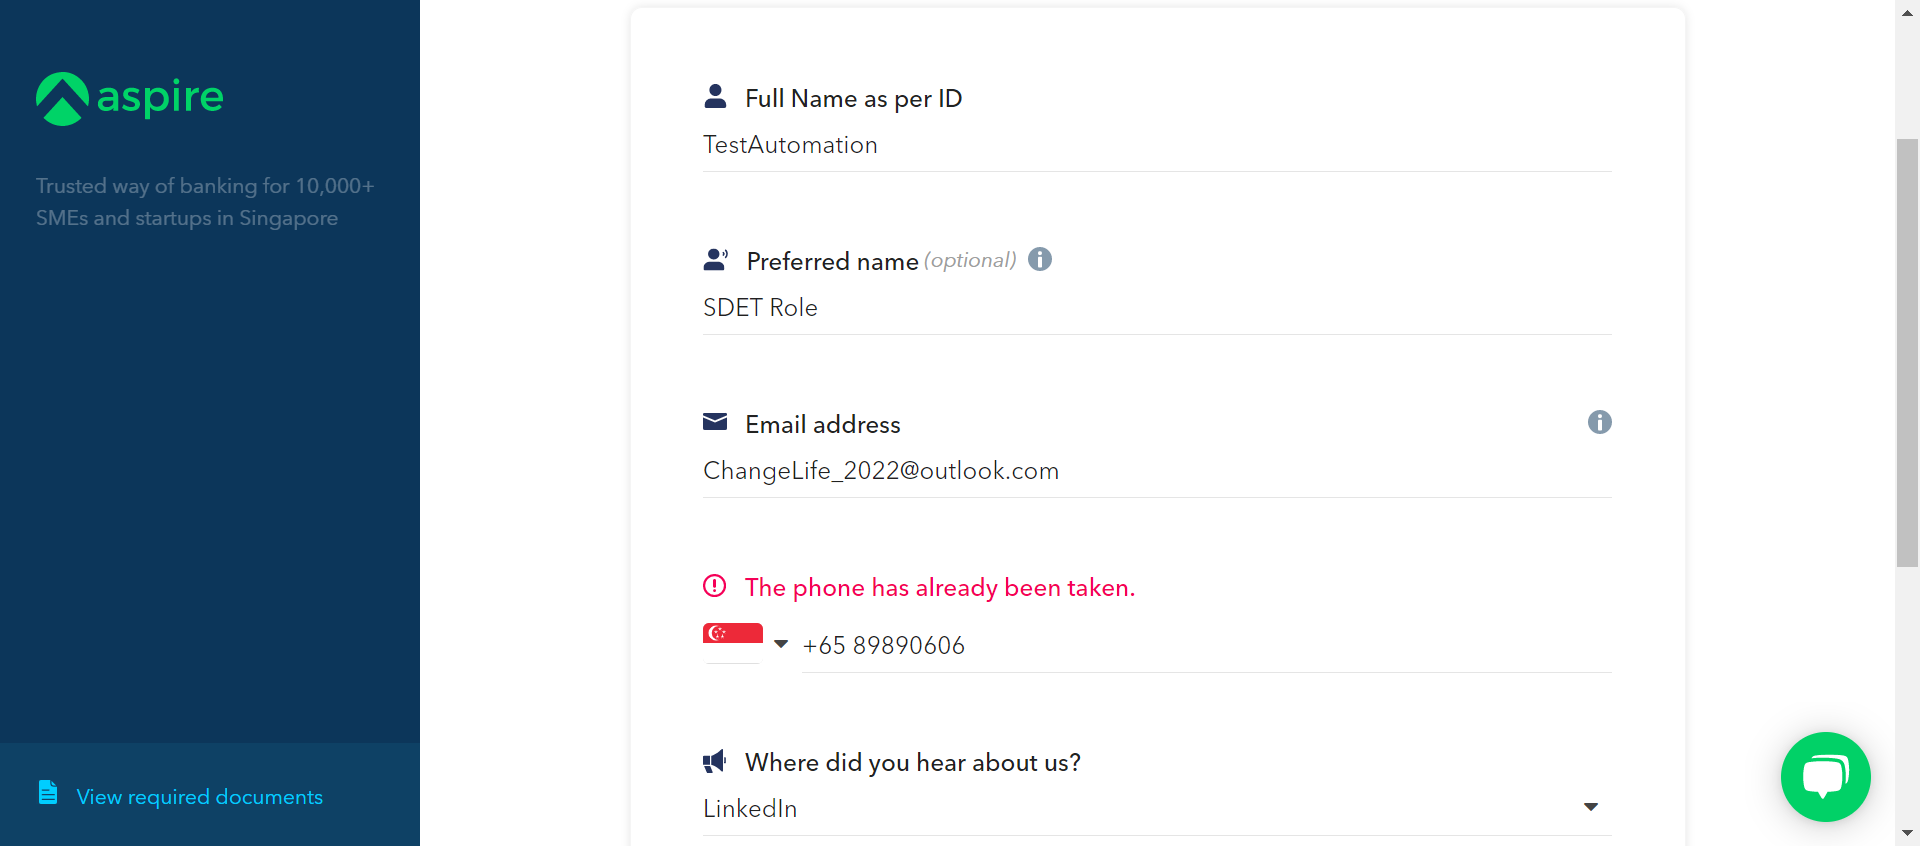 aspire
Trusted way of banking for 10,000+
SMEs and startups in Singapore
View required documents
Full Name as per ID
TestAutomation
Preferred name (optional)
SDET Role
Email address
ChangeLife_2022@outlook.com
The phone has already been taken.
+65 89890606
Where did you hear about us?
LinkedIn